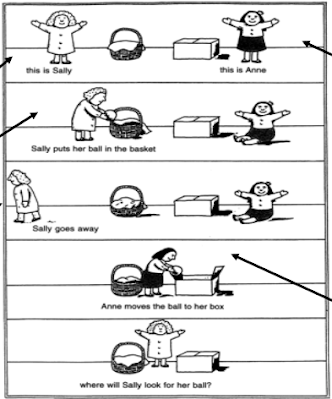 this is Sally
this is Anne
Sally puts her ball in the basket
Sally goes away
Anne moves the ball to her box
where will Sally look for her ball?